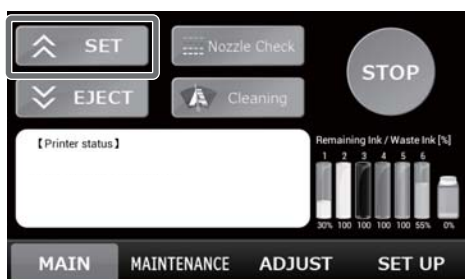 SET
Nozzle Check
STOP
EJECT
Cleaning
【Printer status】
Remaining Ink / Waste Ink [%]
1 2 3 4 5 6
30% 100 100 100 100 55% 0%
MAIN MAINTENANCE ADJUST SET UP